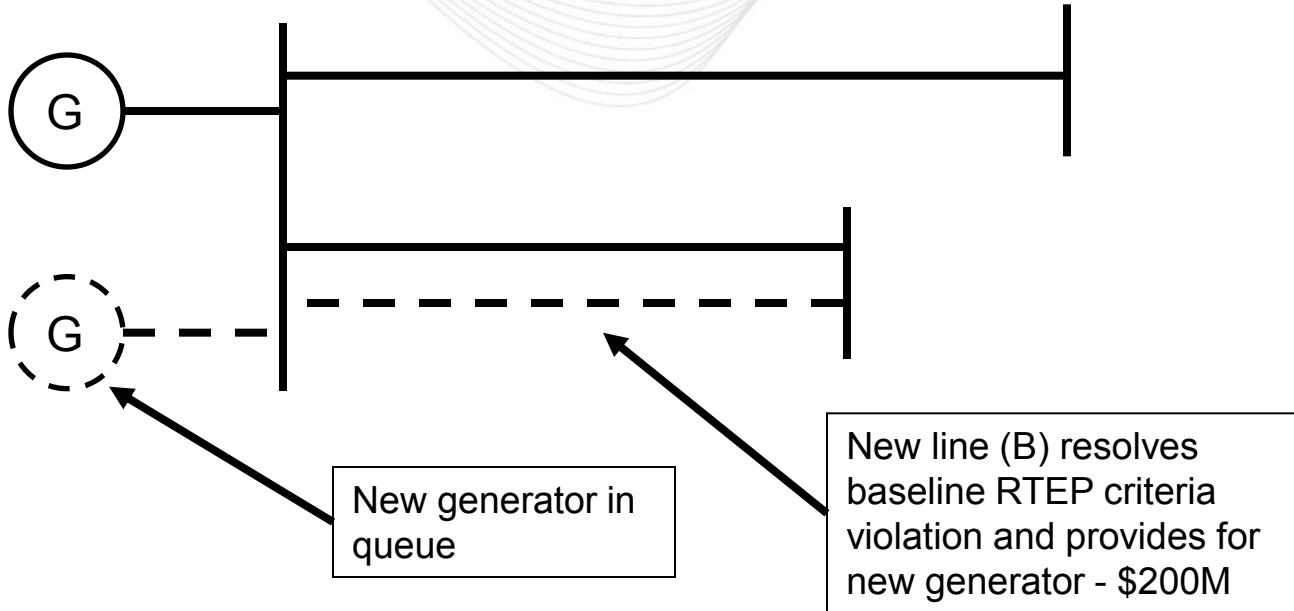 G
G
New generator in
queue
New line (B) resolves
baseline RTEP criteria
violation and provides for
new generator - $200M